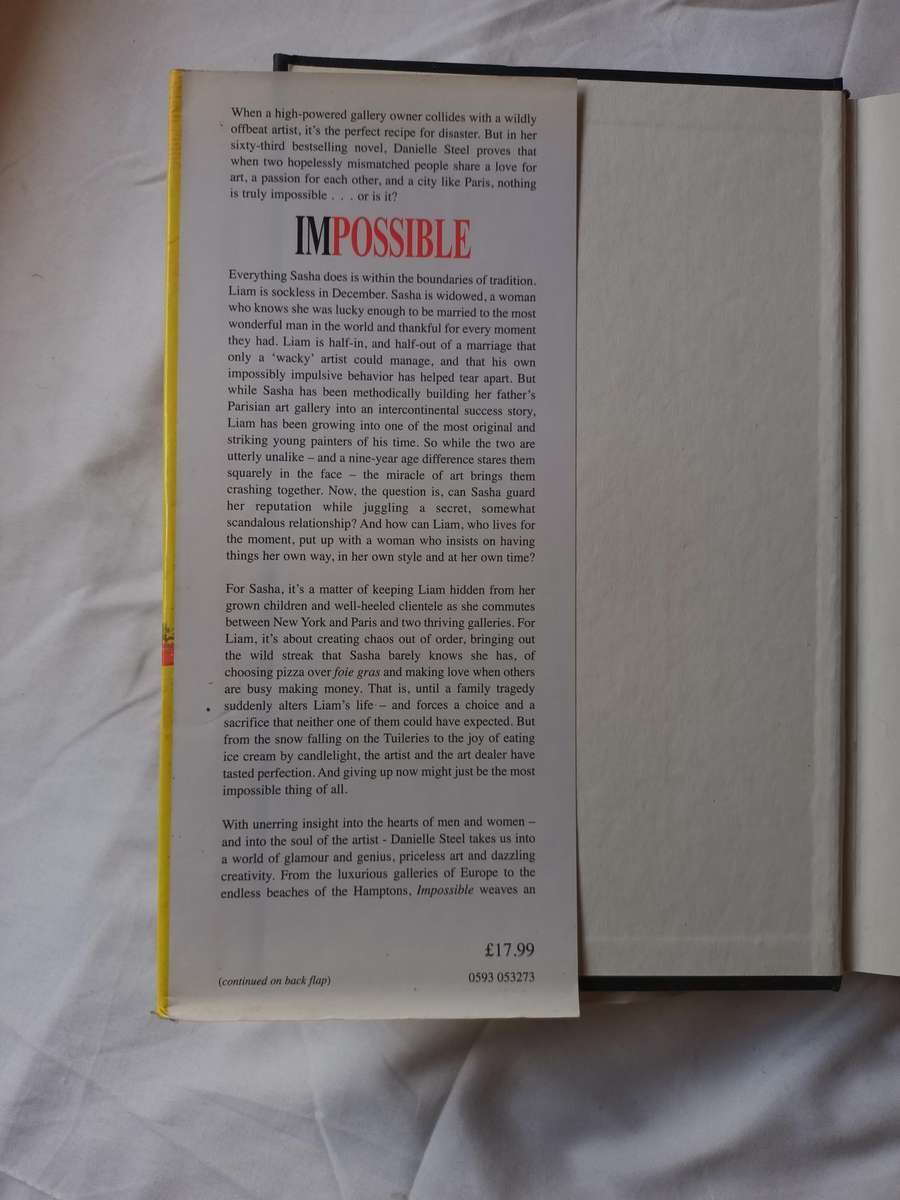 When a high-powered gallery owner collides with a wildly
offbeat artist, it's the perfect recipe for disaster. But in her
sixty-third bestselling novel, Danielle Steel proves that
when two hopelessly mismatched people share a love for
art, a passion for each other, and a city like Paris, nothing
is truly impossible . . . or is it?
IMPOSSIBLE
Everything Sasha does is within the boundaries of tradition.
Liam is sockless in December. Sasha is widowed, a woman
who knows she was lucky enough to be married to the most
wonderful man in the world and thankful for every moment
they had. Liam is half-in, and half-out of a marriage that
only a ‘wacky’ artist could manage, and that his own
impossibly impulsive behavior has helped tear apart. But
while Sasha has been methodically building her father's
Parisian art gallery into an intercontinental success story,
Liam has been growing into one of the most original and
striking young painters of his time. So while the two are
utterly unalike – and a nine-year age difference stares them
squarely in the face – the miracle of art brings them
crashing together. Now, the question is, can Sasha guard
her reputation while juggling a secret, somewhat
scandalous relationship? And how can Liam, who lives for
the moment, put up with a woman who insists on having
things her own way, in her own style and at her own time?
For Sasha, it's a matter of keeping Liam hidden from her
grown children and well-heeled clientele as she commutes
between New York and Paris and two thriving galleries. For
Liam, it's about creating chaos out of order, bringing out
the wild streak that Sasha barely knows she has, of
choosing pizza over foie gras and making love when others
are busy making money. That is, until a family tragedy
suddenly alters Liam's life – and forces a choice and a
sacrifice that neither one of them could have expected. But
from the snow falling on the Tuileries to the joy of eating
ice cream by candlelight, the artist and the art dealer have
tasted perfection. And giving up now might just be the most
impossible thing of all.
With unerring insight into the hearts of men and women –
and into the soul of the artist - Danielle Steel takes us into
a world of glamour and genius, priceless art and dazzling
creativity. From the luxurious galleries of Europe to the
endless beaches of the Hamptons, Impossible weaves an
£17.99
(continued on back flap) 0593 053273